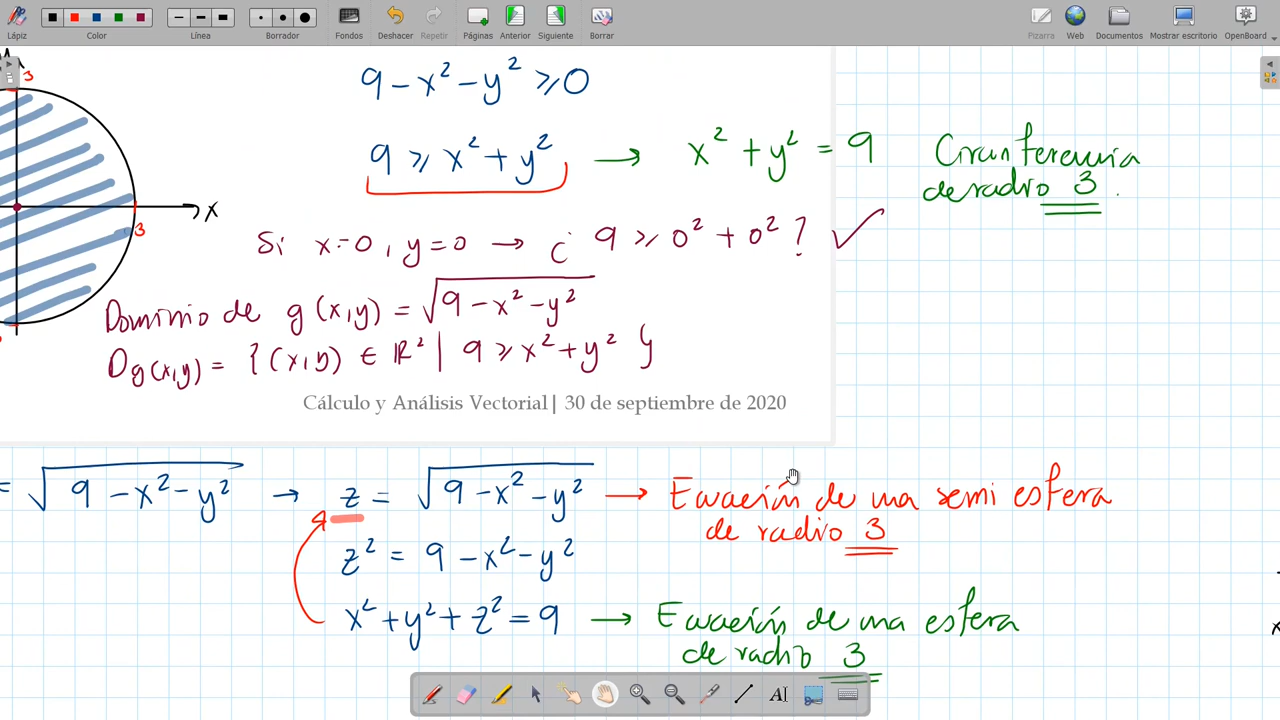 Lápiz Color Línea Borrador Fondos Deshacer Repetir Páginas Anterior Siguiente Borrar Pizarra Web Documentos Mostrar escritorio OpenBoard
3
9 - x² - y² ⩾ 0
9 ⩾ x² + y² → x² + y² = 9 Circunferencia
de radio 3.
x
3
Si x=0, y=0 → ¿ 9 ⩾ 0² + 0² ? ✓
Dominio de g(x,y) = √(9 - x² - y²)
Dg(x,y) = {(x,y) ∈ ℝ² | 9 ⩾ x² + y² }
Cálculo y Análisis Vectorial| 30 de septiembre de 2020
= √(9 - x² - y²) → z = √(9 - x² - y²) → Ecuación de una semi esfera
de radio 3
z² = 9 - x² - y²
x² + y² + z² = 9 → Ecuación de una esfera
de radio 3
x
AI